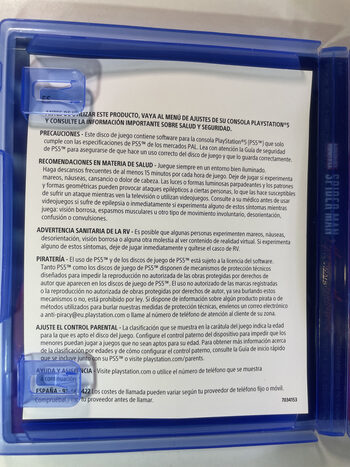 ES
ANTES DE UTILIZAR ESTE PRODUCTO, VAYA AL MENÚ DE AJUSTES DE SU CONSOLA PLAYSTATION®5
Y CONSULTE LA INFORMACIÓN IMPORTANTE SOBRE SALUD Y SEGURIDAD.
PRECAUCIONES – Este disco de juego contiene software para la consola PlayStation®5 (PS5™) que solo
cumple con las especificaciones de PS5™ de los mercados PAL. Lea con atención la Guía de seguridad
de PS5™ para asegurarse de que hace un uso correcto del disco de juego y que lo guarda correctamente.
RECOMENDACIONES EN MATERIA DE SALUD – Juegue siempre en un entorno bien iluminado.
Haga descansos frecuentes de al menos 15 minutos por cada hora de juego. Deje de jugar si experimenta
mareos, náuseas, cansancio o dolor de cabeza. Las luces o formas luminosas parpadeantes y los patrones
y formas geométricas pueden provocar ataques epilépticos a ciertas personas, lo que las hace susceptibles
de sufrir un ataque mientras ven la televisión o utilizan videojuegos. Consulte a su médico antes de usar
videojuegos si sufre de epilepsia o inmediatamente si experimenta alguno de estos síntomas mientras
juega: visión borrosa, espasmos musculares u otro tipo de movimiento involuntario, desorientación,
confusión o convulsiones.
ADVERTENCIA SANITARIA DE LA RV – Es posible que algunas personas experimenten mareos, náuseas,
desorientación, visión borrosa o alguna otra molestia al ver contenido de realidad virtual. Si experimenta
alguno de estos síntomas, deje de jugar inmediatamente y quítese el casco de RV.
PIRATERÍA – El uso de PS5™ y de los discos de juego de PS5™ está sujeto a la licencia del software.
Tanto PS5™ como los discos de juego de PS5™ disponen de mecanismos de protección técnicos
diseñados para impedir la reproducción no autorizada de las obras protegidas por derechos de
autor que aparecen en los discos de juego de PS5™. El uso no autorizado de las marcas registradas
o la reproducción no autorizada de obras protegidas por derechos de autor, ya sea burlando estos
mecanismos o no, está prohibido por ley. Si dispone de información sobre algún producto pirata o de
métodos utilizados para burlar nuestras medidas de protección técnicas, envíenos un correo electrónico
a anti-piracy@eu.playstation.com o llame al número de teléfono de atención al cliente de su zona.
AJUSTE EL CONTROL PARENTAL – La clasificación que se muestra en la carátula del juego indica la edad
para la que es apto el disco del juego. Configure el control paterno del dispositivo para impedir que los
menores puedan jugar a juegos que no sean aptos para su edad. Para obtener más información acerca
de la clasificación por edades y de cómo configurar el control paterno, consulte la Guía de inicio rápido
que se incluye junto con su PS5™ o visite playstation.com/parents.
AYUDA Y ASISTENCIA – Visite playstation.com o utilice el número de teléfono que se muestra
a continuación
ESPAÑA Los costes de llamada pueden variar según su proveedor de teléfono fijo o móvil.
antes de llamar.
7034153
SPIDER-MAN